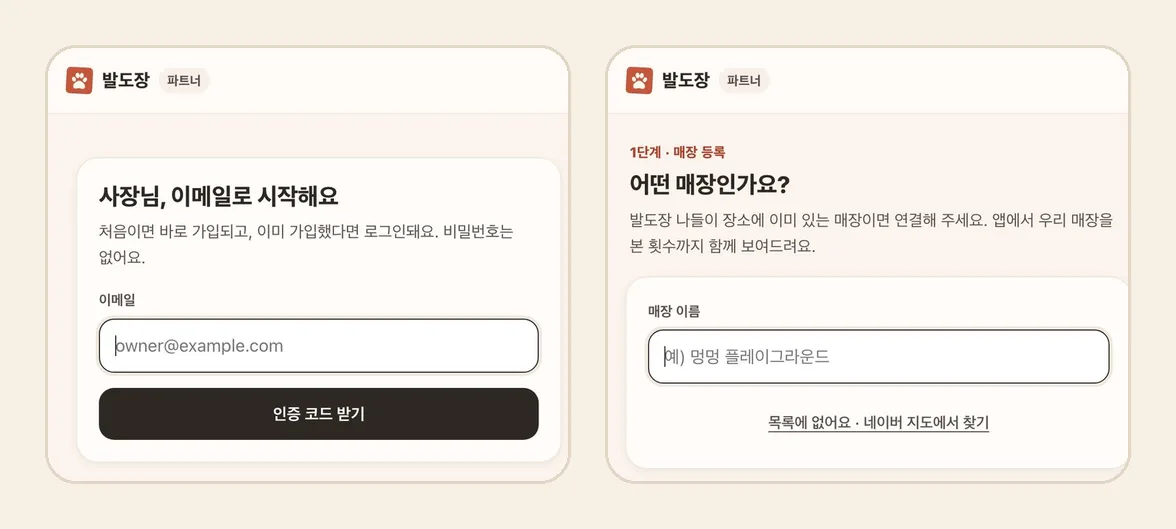 발도장 파트너
사장님, 이메일로 시작해요
처음이면 바로 가입되고, 이미 가입했다면 로그인돼요. 비밀번호는
없어요.
이메일
owner@example.com
인증 코드 받기
발도장 파트너
1단계 · 매장 등록
어떤 매장인가요?
발도장 나들이 장소에 이미 있는 매장이면 연결해 주세요. 앱에서 우리 매장을
본 횟수까지 함께 보여드려요.
매장 이름
예) 멍멍 플레이그라운드
목록에 없어요 · 네이버 지도에서 찾기